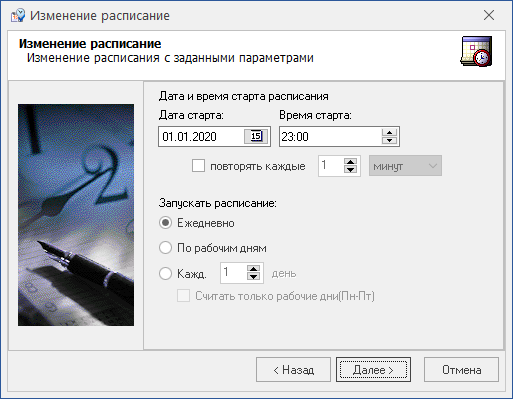 Изменение расписание
Изменение расписание
Изменение расписания с заданными параметрами
Дата и время старта расписания
Дата старта: Время старта:
01.01.2020 15 23:00
повторять каждые 1 минут
Запускать расписание:
Ежедневно
По рабочим дням
Кажд. 1 день
Считать только рабочие дни(Пн-Пт)
< Назад Далее > Отмена
2